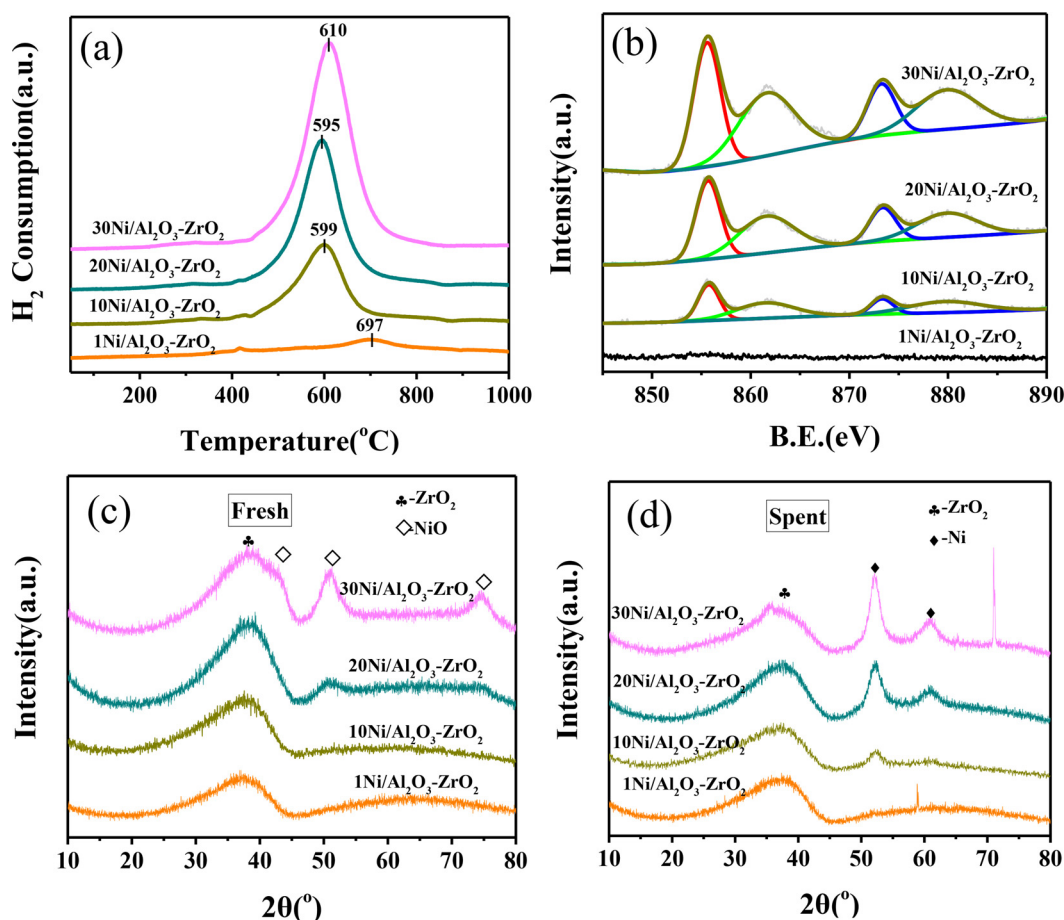 (a)
610
595
599
697
30Ni/Al₂O₃-ZrO₂
20Ni/Al₂O₃-ZrO₂
10Ni/Al₂O₃-ZrO₂
1Ni/Al₂O₃-ZrO₂
H₂ Consumption(a.u.)
200 400 600 800 1000
Temperature(°C)
(b)
30Ni/Al₂O₃-ZrO₂
20Ni/Al₂O₃-ZrO₂
10Ni/Al₂O₃-ZrO₂
1Ni/Al₂O₃-ZrO₂
Intensity(a.u.)
850 860 870 880 890
B.E.(eV)
(c)
Fresh
♣-ZrO₂
◇-NiO
♣ ◇ ◇ ◇
30Ni/Al₂O₃-ZrO₂
20Ni/Al₂O₃-ZrO₂
10Ni/Al₂O₃-ZrO₂
1Ni/Al₂O₃-ZrO₂
Intensity(a.u.)
10 20 30 40 50 60 70 80
2θ(°)
(d)
Spent
♣-ZrO₂
♦-Ni
♣ ♦ ♦
30Ni/Al₂O₃-ZrO₂
20Ni/Al₂O₃-ZrO₂
10Ni/Al₂O₃-ZrO₂
1Ni/Al₂O₃-ZrO₂
Intensity(a.u.)
10 20 30 40 50 60 70 80
2θ(°)